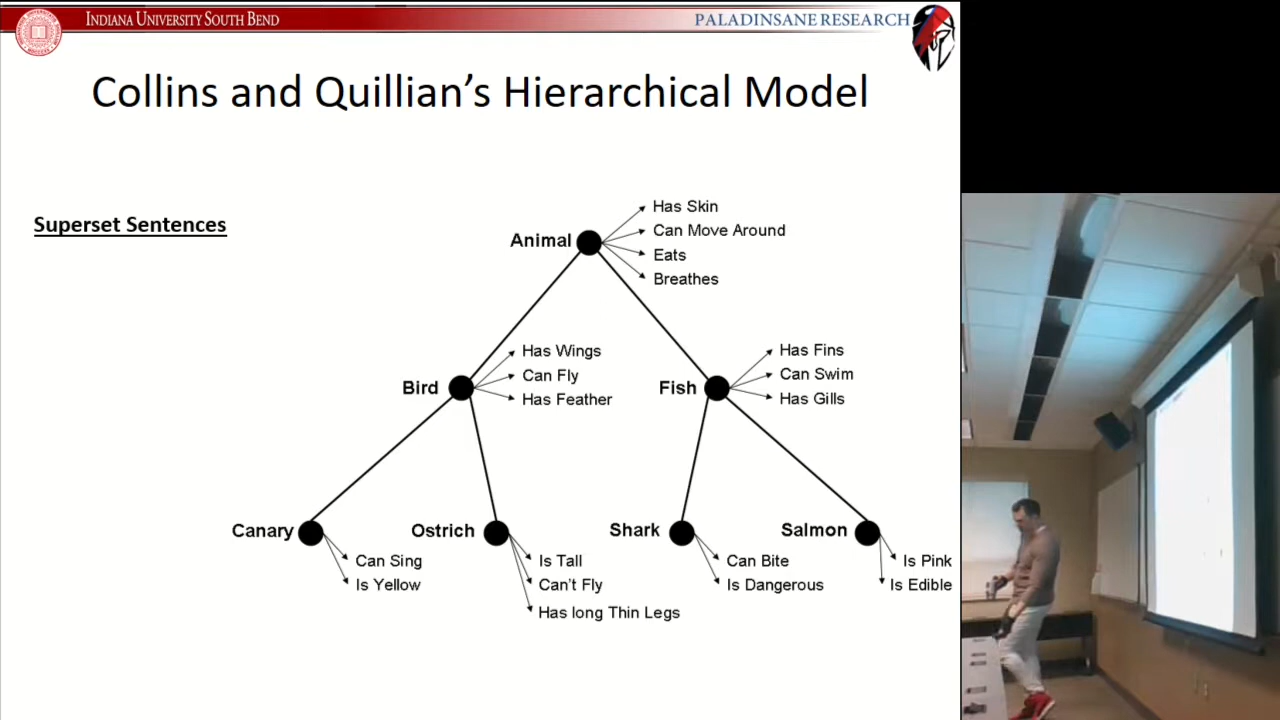 INDIANA UNIVERSITY SOUTH BEND
PALADINSANE RESEARCH
Collins and Quillian’s Hierarchical Model
Superset Sentences
Animal
Has Skin
Can Move Around
Eats
Breathes
Bird
Has Wings
Can Fly
Has Feather
Fish
Has Fins
Can Swim
Has Gills
Canary
Can Sing
Is Yellow
Ostrich
Is Tall
Can’t Fly
Has long Thin Legs
Shark
Can Bite
Is Dangerous
Salmon
Is Pink
Is Edible